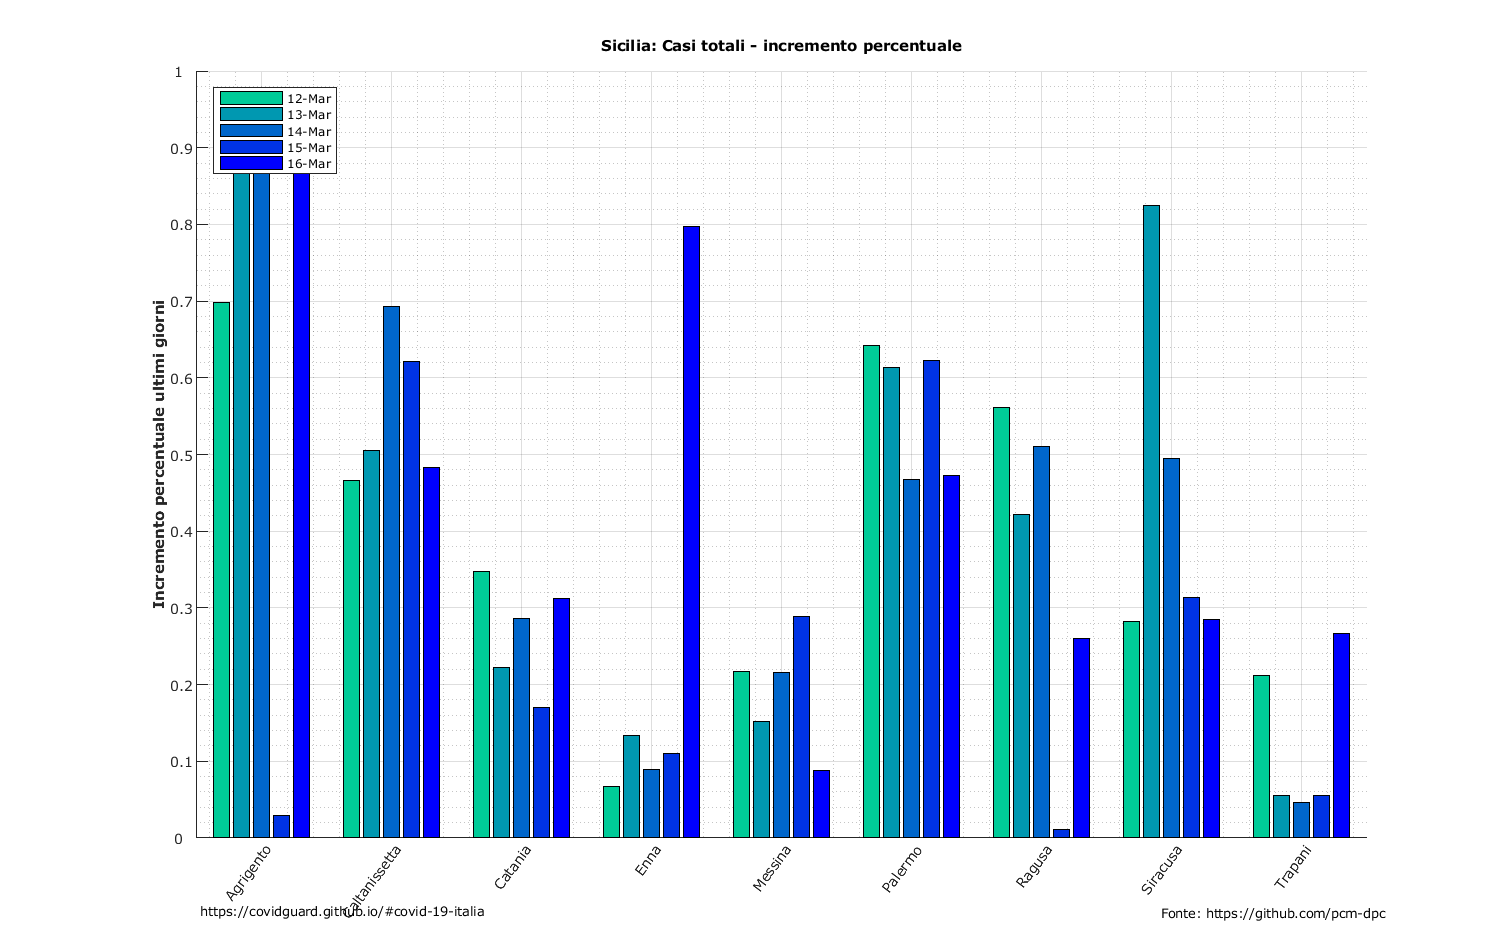 Sicilia: Casi totali - incremento percentuale
1
0.9
0.8
0.7
0.6
0.5
0.4
0.3
0.2
0.1
0
Incremento percentuale ultimi giorni
12-Mar
13-Mar
14-Mar
15-Mar
16-Mar
Agrigento
Caltanissetta
Catania
Enna
Messina
Palermo
Ragusa
Siracusa
Trapani
https://covidguard.github.io/#covid-19-italia
Fonte: https://github.com/pcm-dpc